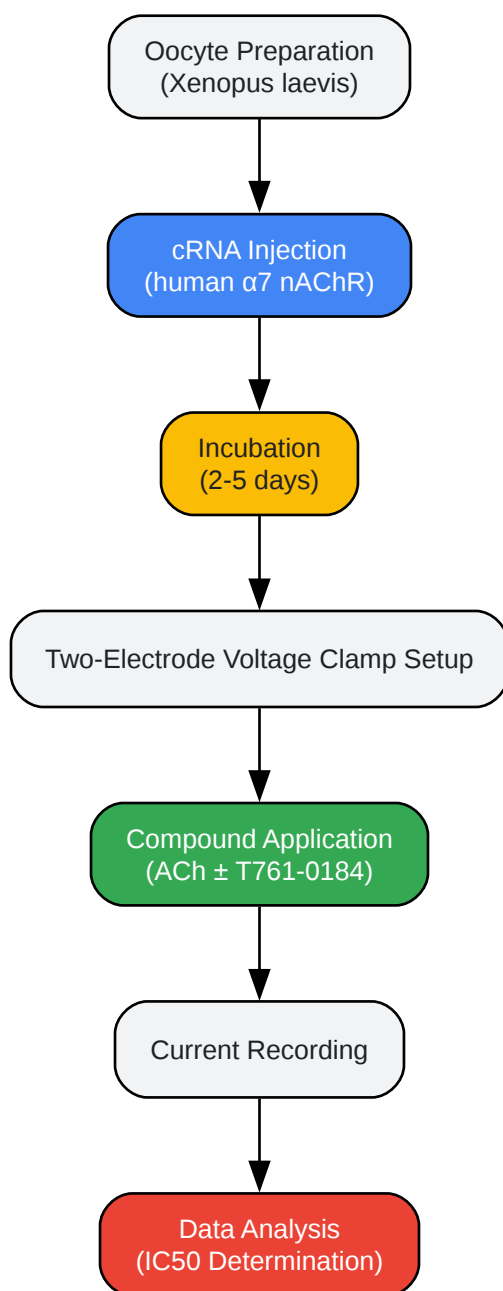 Oocyte Preparation
(Xenopus laevis)
cRNA Injection
(human α7 nAChR)
Incubation
(2-5 days)
Two-Electrode Voltage Clamp Setup
Compound Application
(ACh ± T761-0184)
Current Recording
Data Analysis
(IC50 Determination)